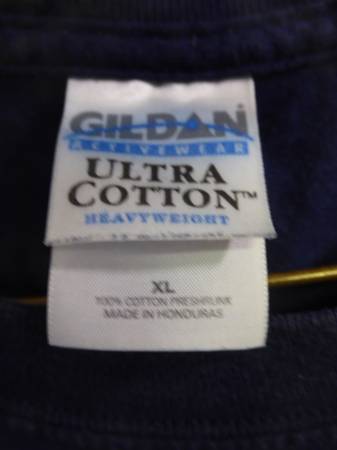 GILDAN
ACTIVEWEAR
ULTRA
COTTON™
HEAVYWEIGHT
XL
100% COTTON PRESHRUNK
MADE IN HONDURAS